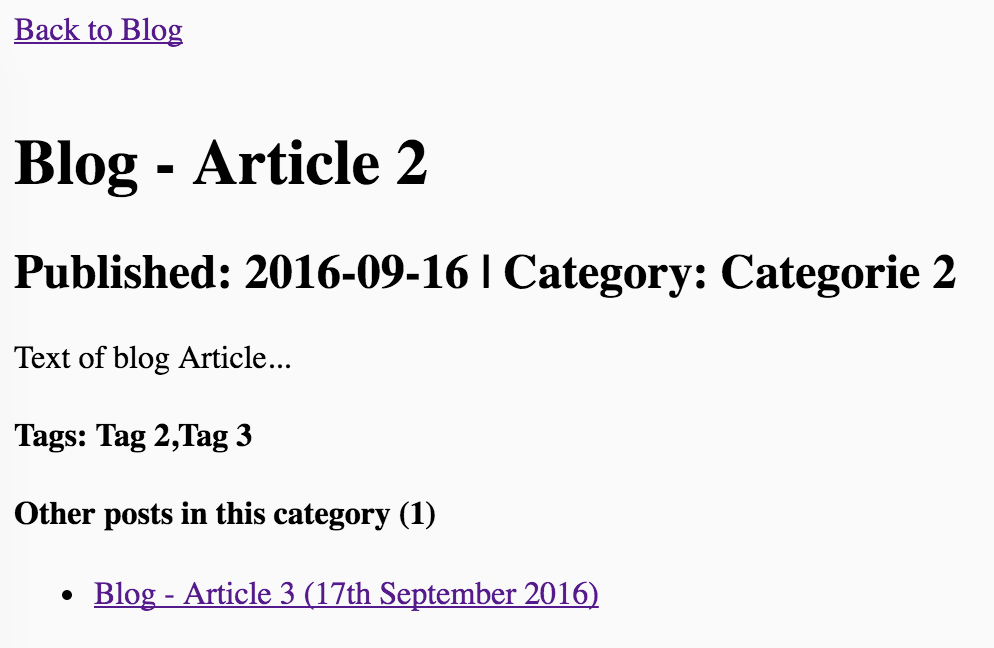 Back to Blog
Blog - Article 2
Published: 2016-09-16 | Category: Categorie 2
Text of blog Article...
Tags: Tag 2,Tag 3
Other posts in this category (1)
Blog - Article 3 (17th September 2016)